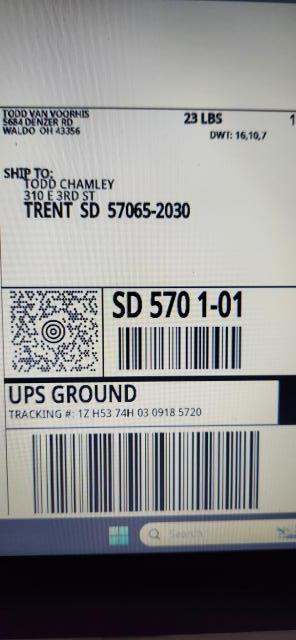 TODD VAN VOORHIS
5684 DENZER RD
WALDO OH 43356
23 LBS
1
DWT: 16,10,7
SHIP TO:
TODD CHAMLEY
310 E 3RD ST
TRENT SD 57065-2030
SD 570 1-01
UPS GROUND
TRACKING #: 1Z H53 74H 03 0918 5720
Search